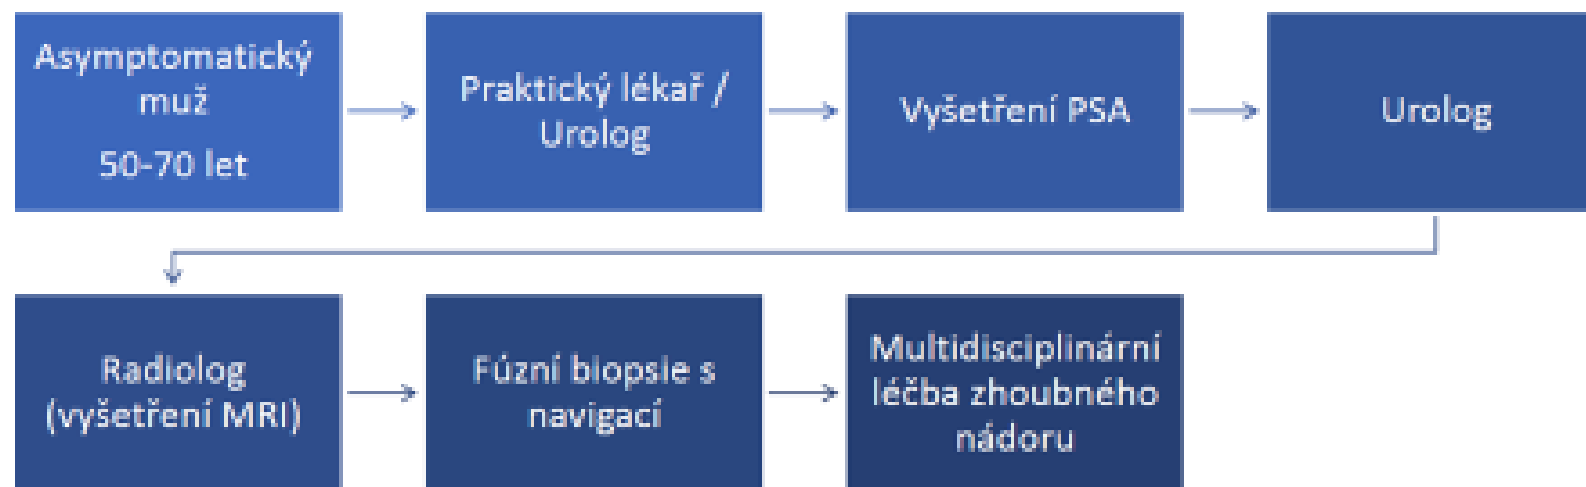 Asymptomatický
muž
50-70 let
Praktický lékař /
Urolog
Vyšetření PSA
Urolog
Radiolog
(vyšetření MRI)
Fúzní biopsie s
navigací
Multidisciplinární
léčba zhoubného
nádoru